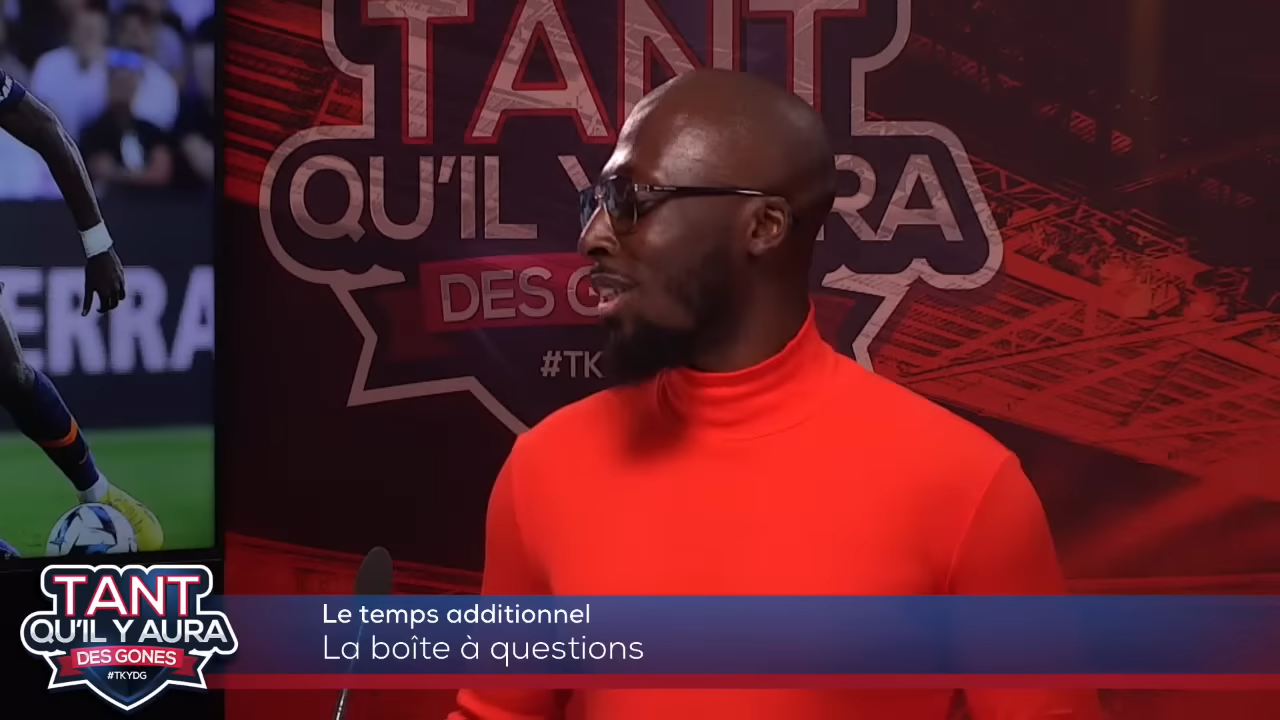 TANT
QU'IL Y AURA
DES G
#TK
ERRA
Le temps additionnel
La boîte à questions
TANT
QU'IL Y AURA
DES GONES
#TKYDG